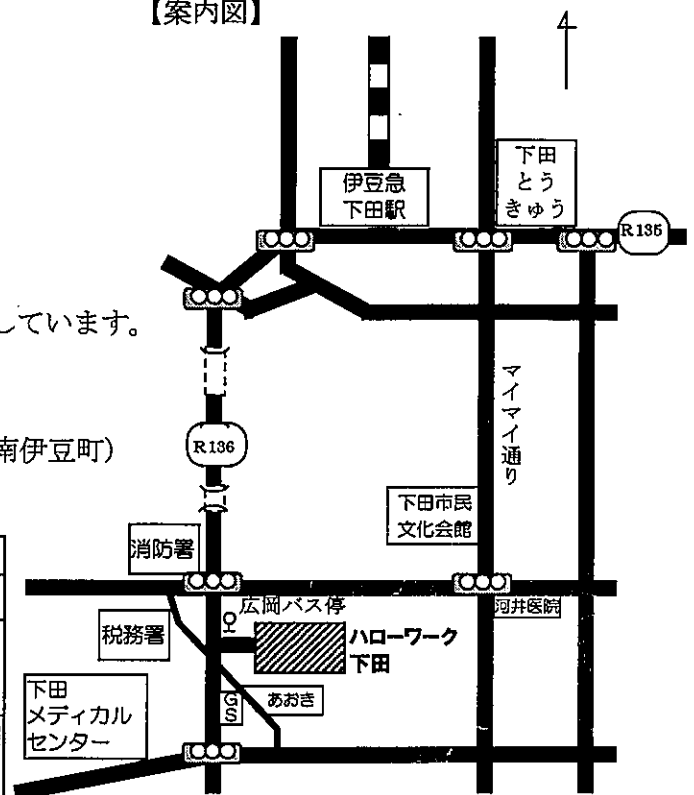 【案内図】
伊豆急
下田駅
下田
とう
きゅう
R135
しています。
R136
南伊豆町）
マイマイ通り
下田市民
文化会館
消防署
広岡バス停
河井医院
税務署
ハローワーク
下田
下田
メディカル
センター
GS
あおき